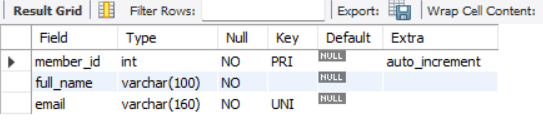 Result Grid Filter Rows: Export: Wrap Cell Content:
Field Type Null Key Default Extra
member_id int NO PRI NULL auto_increment
full_name varchar(100) NO NULL
email varchar(160) NO UNI NULL